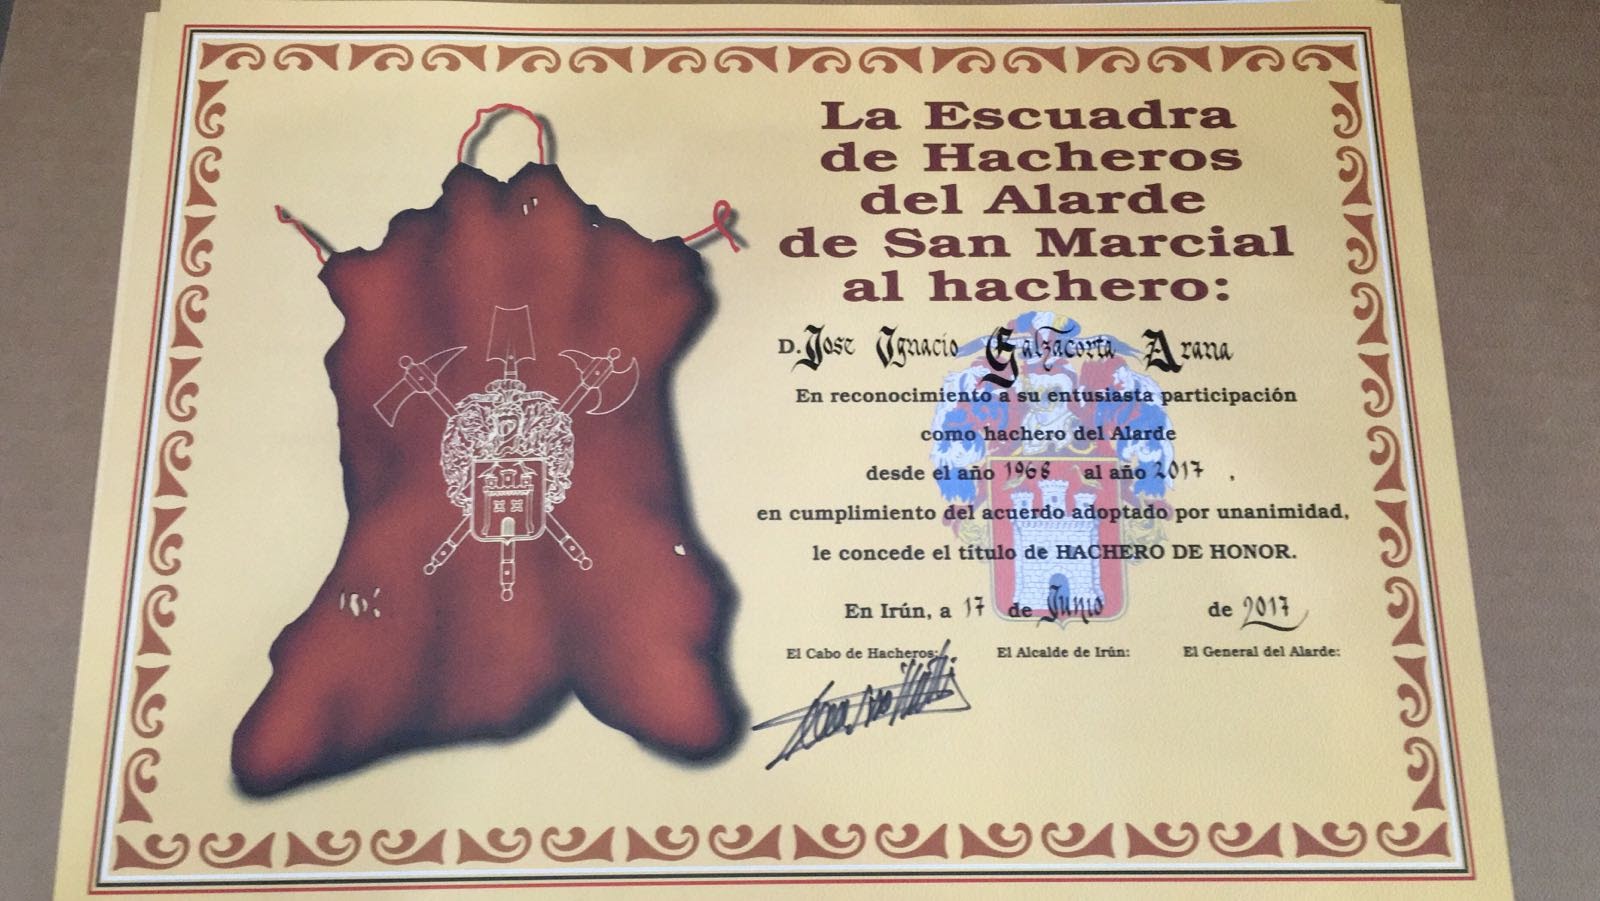 La Escuadra
de Hacheros
del Alarde
de San Marcial
al hachero:
D. Jose Ignacio Galzacorta Arana
En reconocimiento a su entusiasta participación
como hachero del Alarde
desde el año 1968 al año 2017 ,
en cumplimiento del acuerdo adoptado por unanimidad,
le concede el título de HACHERO DE HONOR.
En Irún, a 17 de Junio de 2017
El Cabo de Hacheros: El Alcalde de Irún: El General del Alarde: